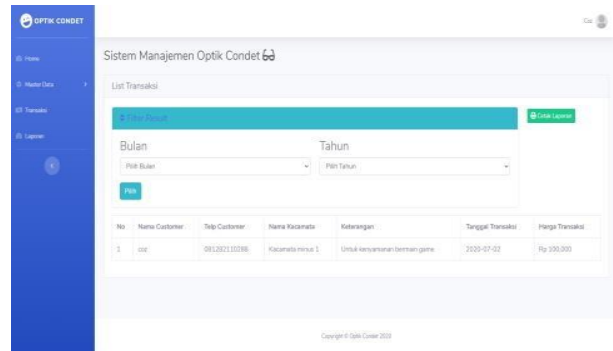 OPTIK CONDET
Home
Master Data
Transaksi
Laporan
Sistem Manajemen Optik Condet
List Transaksi
Filter Result
Cetak Laporan
Bulan Tahun
Pilih Bulan Pilih Tahun
Pilih
No Nama Customer Telp Customer Nama Kacamata Keterangan Tanggal Transaksi Harga Transaksi
1 Kacamata minus 1 Untuk kenyamanan bermain game 2020-07-02 Rp 100,000
Copyright © Optik Condet 2020